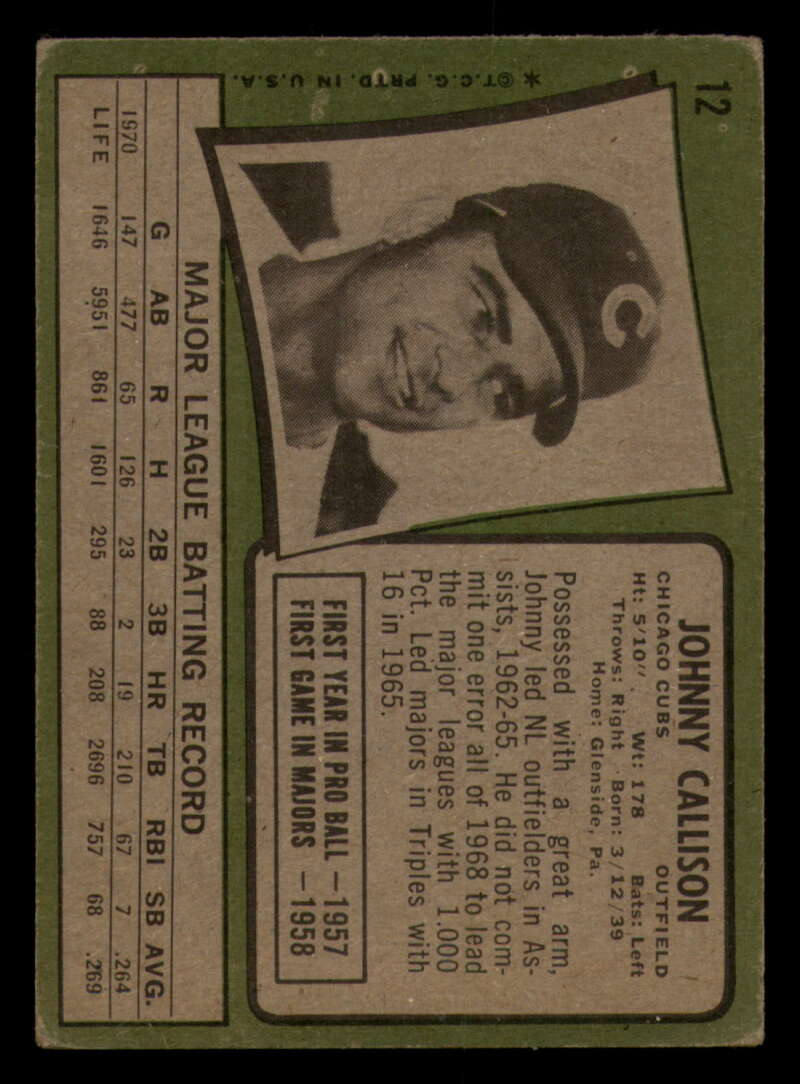 12
✶ ©T.C.G. PRTD. IN U.S.A.
C
JOHNNY CALLISON
CHICAGO CUBS OUTFIELD
Ht: 5'10". Wt: 178 Bats: Left
Throws: Right Born: 3/12/39
Home: Glenside, Pa.
Possessed with a great arm,
Johnny led NL outfielders in As-
sists, 1962-65. He did not com-
mit one error all of 1968 to lead
the major leagues with 1.000
Pct. Led majors in Triples with
16 in 1965.
FIRST YEAR IN PRO BALL — 1957
FIRST GAME IN MAJORS — 1958
MAJOR LEAGUE BATTING RECORD
G AB R H 2B 3B HR TB RBI SB AVG.
1970 147 477 65 126 23 2 19 210 67 7 .264
LIFE 1646 5951 861 1601 295 88 208 2696 757 68 .269